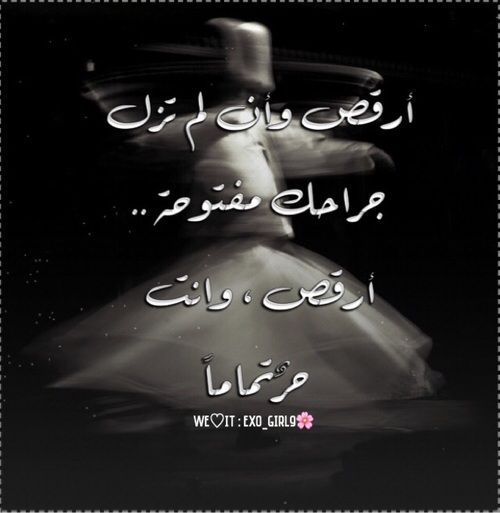 أرقص وأن لم تزل
جراحك مفتوحة ..
أرقص ، وانت
حرٌ تماماً
WE♡IT : EXO_GIRL9🌸